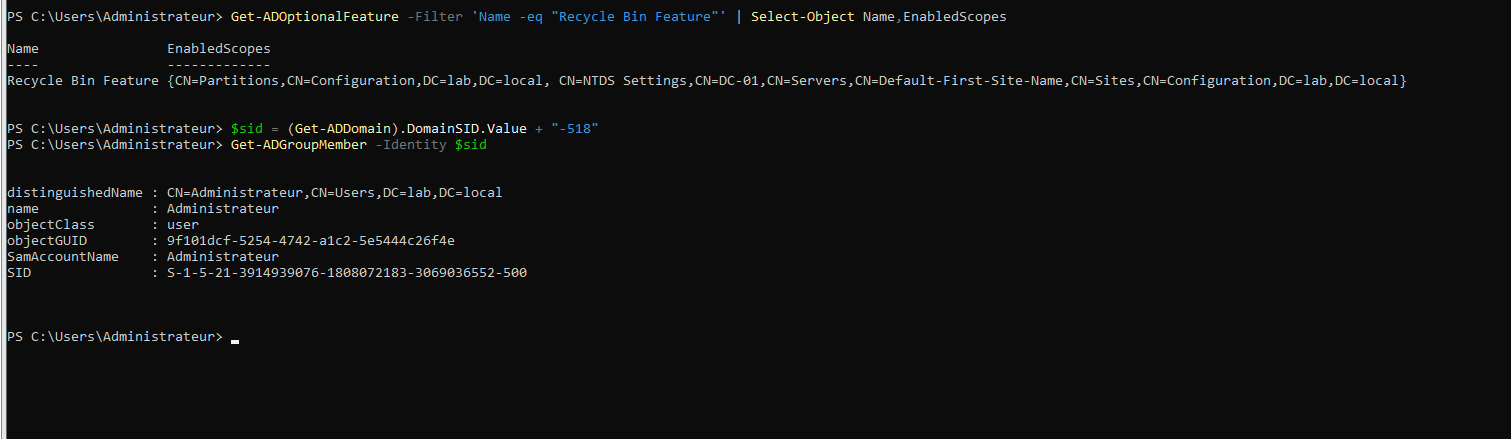 PS C:\Users\Administrateur> Get-ADOptionalFeature -Filter 'Name -eq "Recycle Bin Feature"' | Select-Object Name,EnabledScopes
Name                EnabledScopes
----                -------------
Recycle Bin Feature {CN=Partitions,CN=Configuration,DC=lab,DC=local, CN=NTDS Settings,CN=DC-01,CN=Servers,CN=Default-First-Site-Name,CN=Sites,CN=Configuration,DC=lab,DC=local}
PS C:\Users\Administrateur> $sid = (Get-ADDomain).DomainSID.Value + "-518"
PS C:\Users\Administrateur> Get-ADGroupMember -Identity $sid
distinguishedName : CN=Administrateur,CN=Users,DC=lab,DC=local
name              : Administrateur
objectClass       : user
objectGUID        : 9f101dcf-5254-4742-a1c2-5e5444c26f4e
SamAccountName    : Administrateur
SID               : S-1-5-21-3914939076-1808072183-3069036552-500
PS C:\Users\Administrateur>